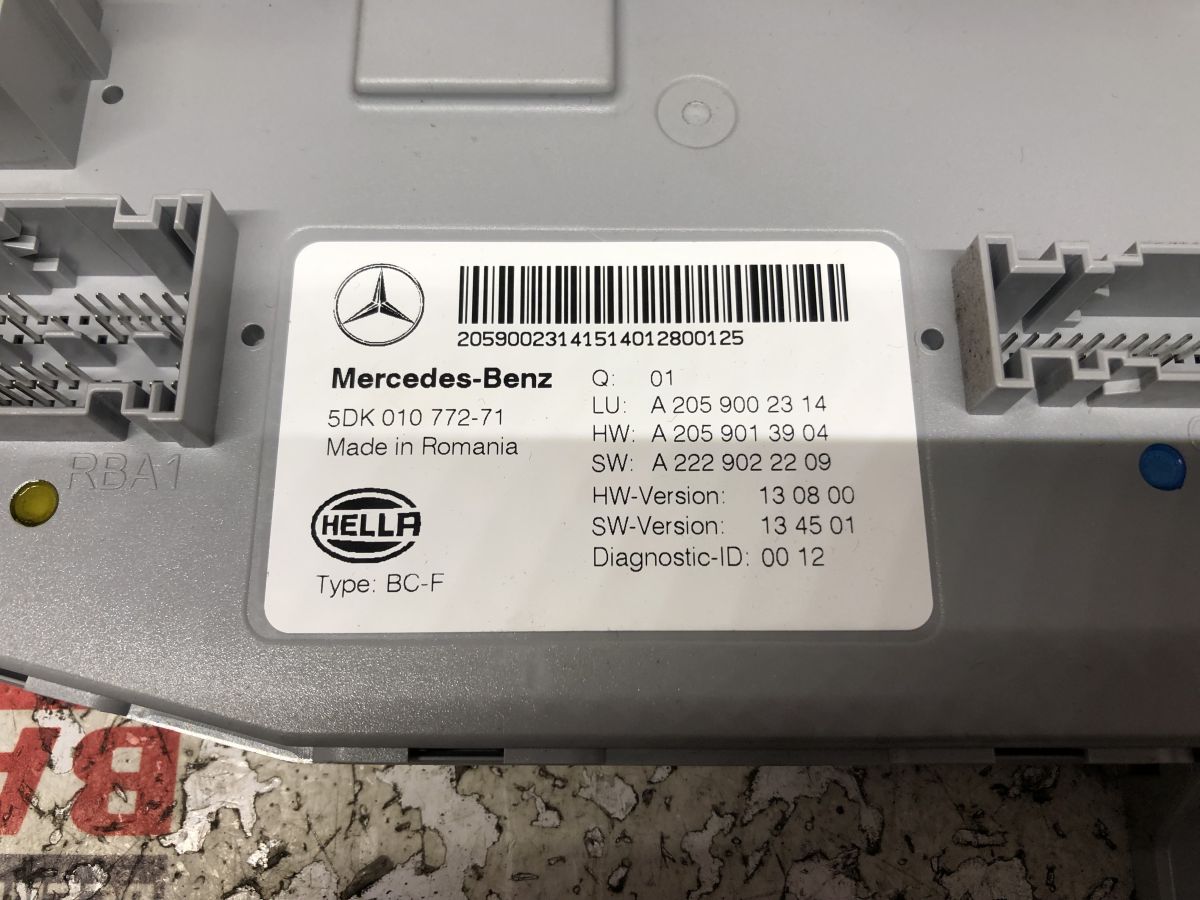 20590023141514012800125
Mercedes-Benz
5DK 010 772-71
Made in Romania
HELLA
Type: BC-F
Q: 01
LU: A 205 900 23 14
HW: A 205 901 39 04
SW: A 222 902 22 09
HW-Version: 13 08 00
SW-Version: 13 45 01
Diagnostic-ID: 00 12
RBA1